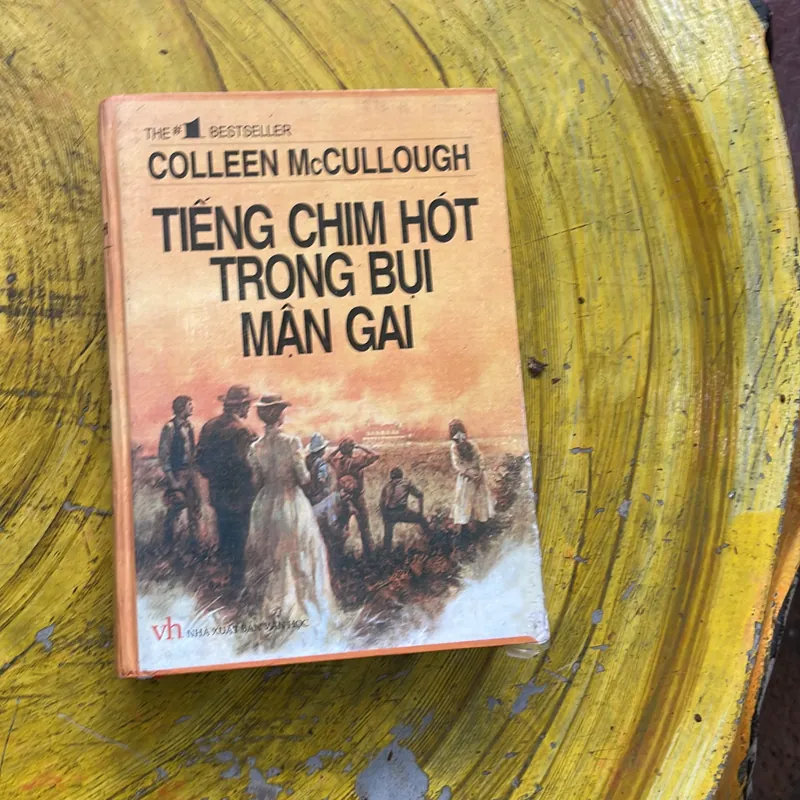 THE #1 BESTSELLER
COLLEEN McCULLOUGH
TIẾNG CHIM HÓT
TRONG BỤI
MẬN GAI
vh NHÀ XUẤT BẢN VĂN HỌC